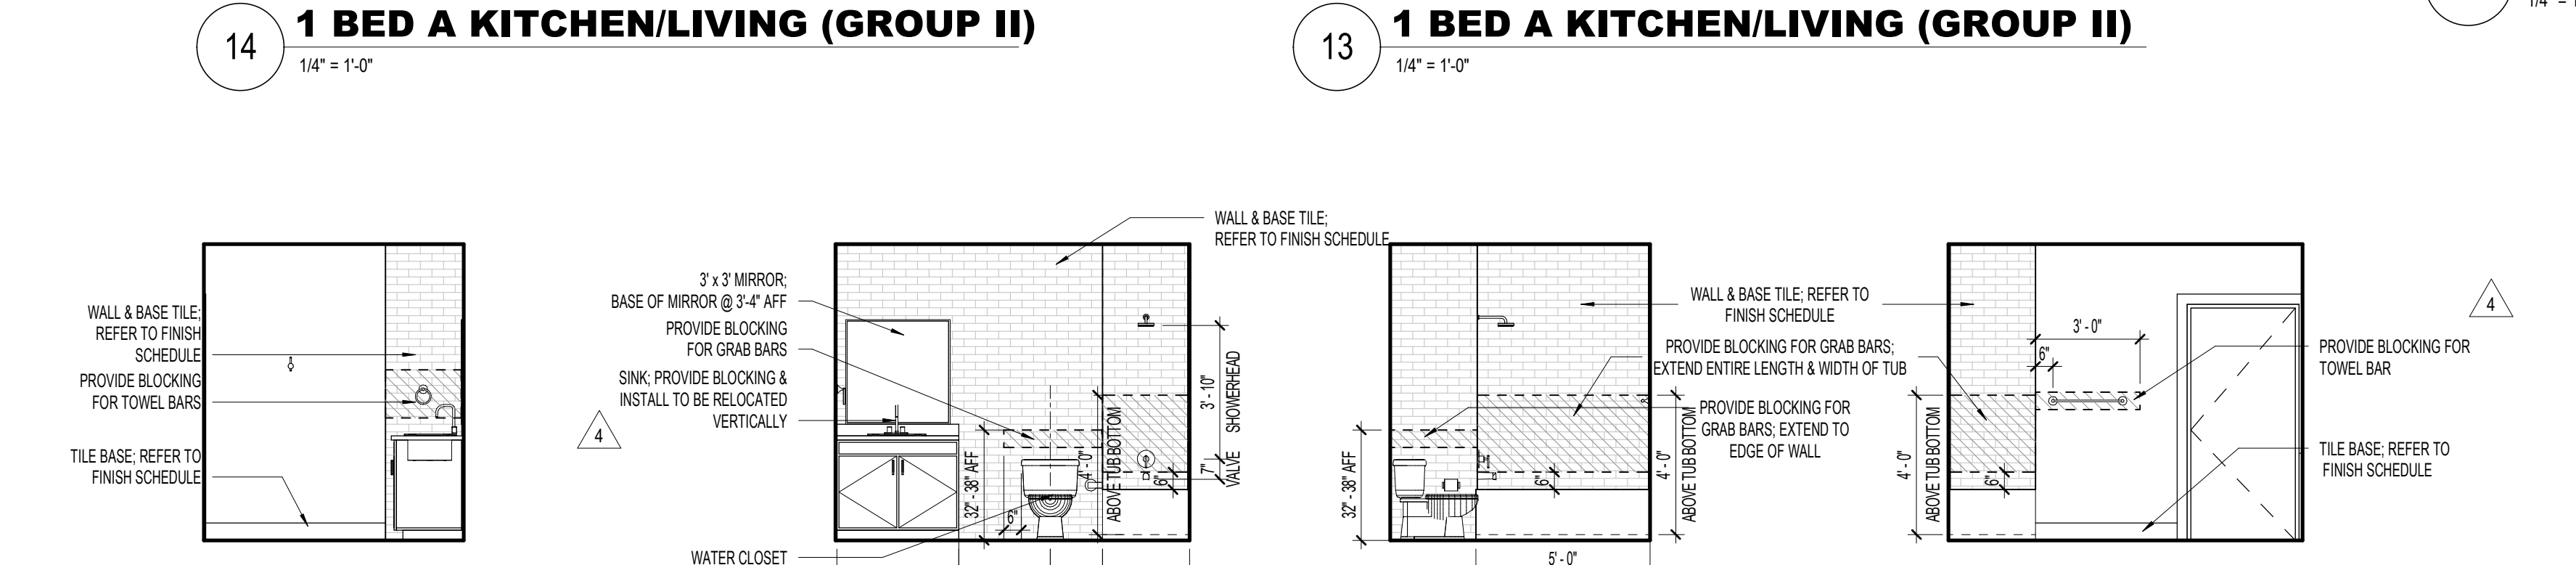 14
1 BED A KITCHEN/LIVING (GROUP II)
1/4" = 1'-0"
13
1 BED A KITCHEN/LIVING (GROUP II)
1/4" = 1'-0"
WALL & BASE TILE;
REFER TO FINISH
SCHEDULE
PROVIDE BLOCKING
FOR TOWEL BARS
TILE BASE; REFER TO
FINISH SCHEDULE
4
3' x 3' MIRROR;
BASE OF MIRROR @ 3'-4" AFF
PROVIDE BLOCKING
FOR GRAB BARS
SINK; PROVIDE BLOCKING &
INSTALL TO BE RELOCATED
VERTICALLY
WATER CLOSET
WALL & BASE TILE;
REFER TO FINISH SCHEDULE
32" - 38" AFF
6"
4' - 0"
ABOVE TUB BOTTOM
6"
3' - 10"
SHOWERHEAD
7"
VALVE
32" - 38" AFF
6"
4' - 0"
ABOVE TUB BOTTOM
5' - 0"
WALL & BASE TILE; REFER TO
FINISH SCHEDULE
PROVIDE BLOCKING FOR GRAB BARS;
EXTEND ENTIRE LENGTH & WIDTH OF TUB
PROVIDE BLOCKING FOR
GRAB BARS; EXTEND TO
EDGE OF WALL
4' - 0"
ABOVE TUB BOTTOM
6"
3' - 0"
6"
PROVIDE BLOCKING FOR
TOWEL BAR
TILE BASE; REFER TO
FINISH SCHEDULE
4